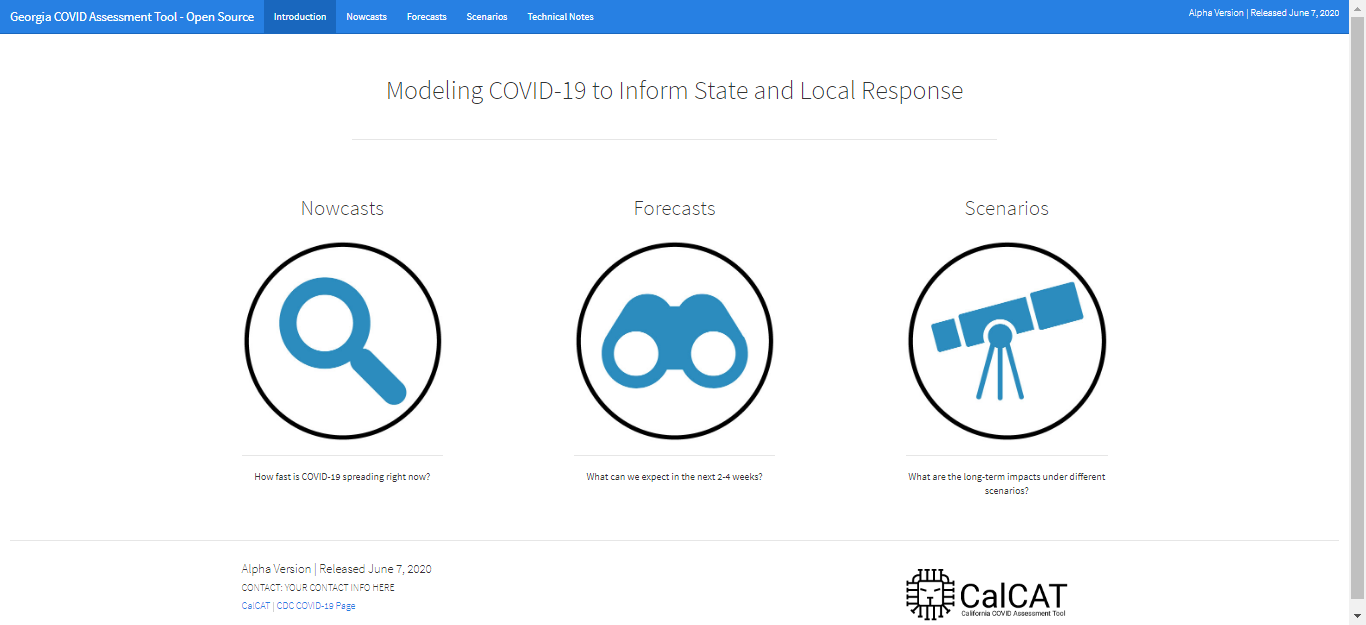 Georgia COVID Assessment Tool - Open Source
Introduction
Nowcasts
Forecasts
Scenarios
Technical Notes
Alpha Version | Released June 7, 2020
Modeling COVID-19 to Inform State and Local Response
Nowcasts
Forecasts
Scenarios
How fast is COVID-19 spreading right now?
What can we expect in the next 2-4 weeks?
What are the long-term impacts under different
scenarios?
Alpha Version | Released June 7, 2020
CONTACT: YOUR CONTACT INFO HERE
CalCAT | CDC COVID-19 Page
CalCAT
California COVID Assessment Tool